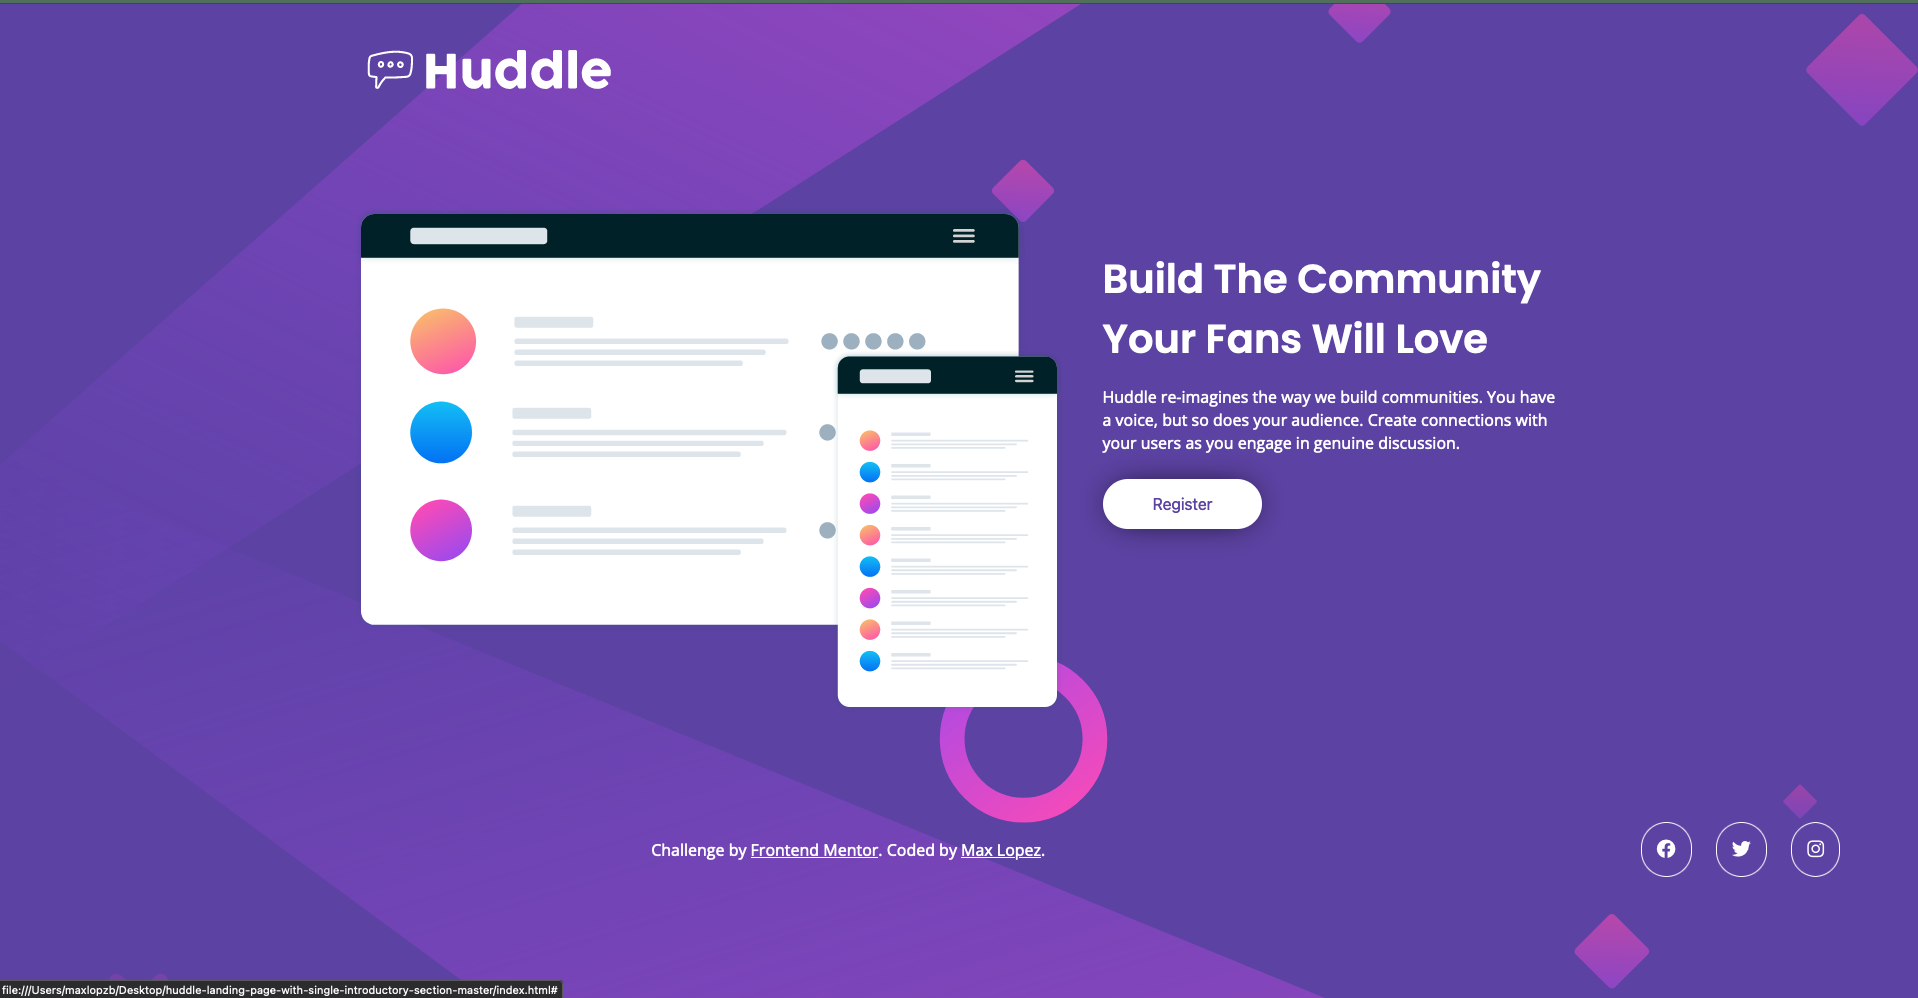 Huddle
Build The Community
Your Fans Will Love
Huddle re-imagines the way we build communities. You have
a voice, but so does your audience. Create connections with
your users as you engage in genuine discussion.
Register
Challenge by Frontend Mentor. Coded by Max Lopez.
file:///Users/maxlopzb/Desktop/huddle-landing-page-with-single-introductory-section-master/index.html#